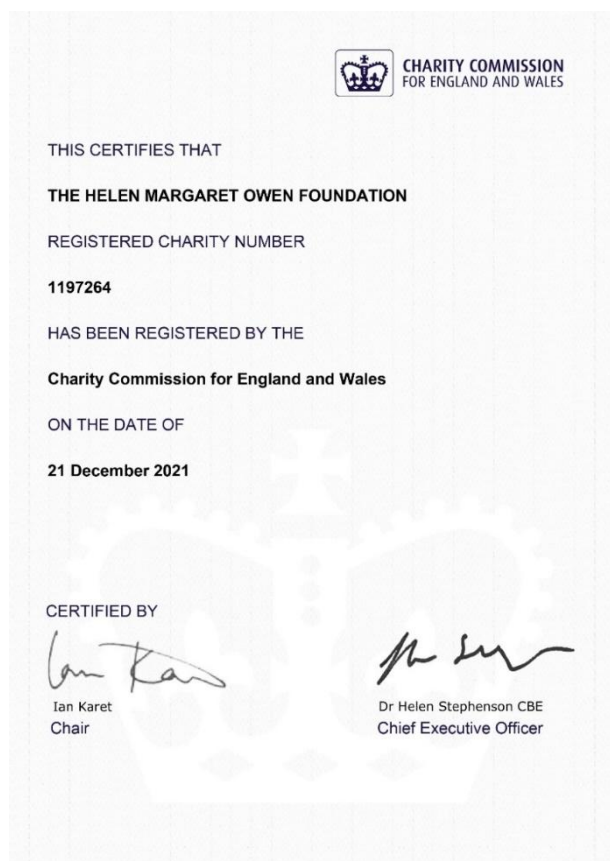 CHARITY COMMISSION
FOR ENGLAND AND WALES
THIS CERTIFIES THAT
THE HELEN MARGARET OWEN FOUNDATION
REGISTERED CHARITY NUMBER
1197264
HAS BEEN REGISTERED BY THE
Charity Commission for England and Wales
ON THE DATE OF
21 December 2021
CERTIFIED BY
Ian Karet
Chair
Dr Helen Stephenson CBE
Chief Executive Officer